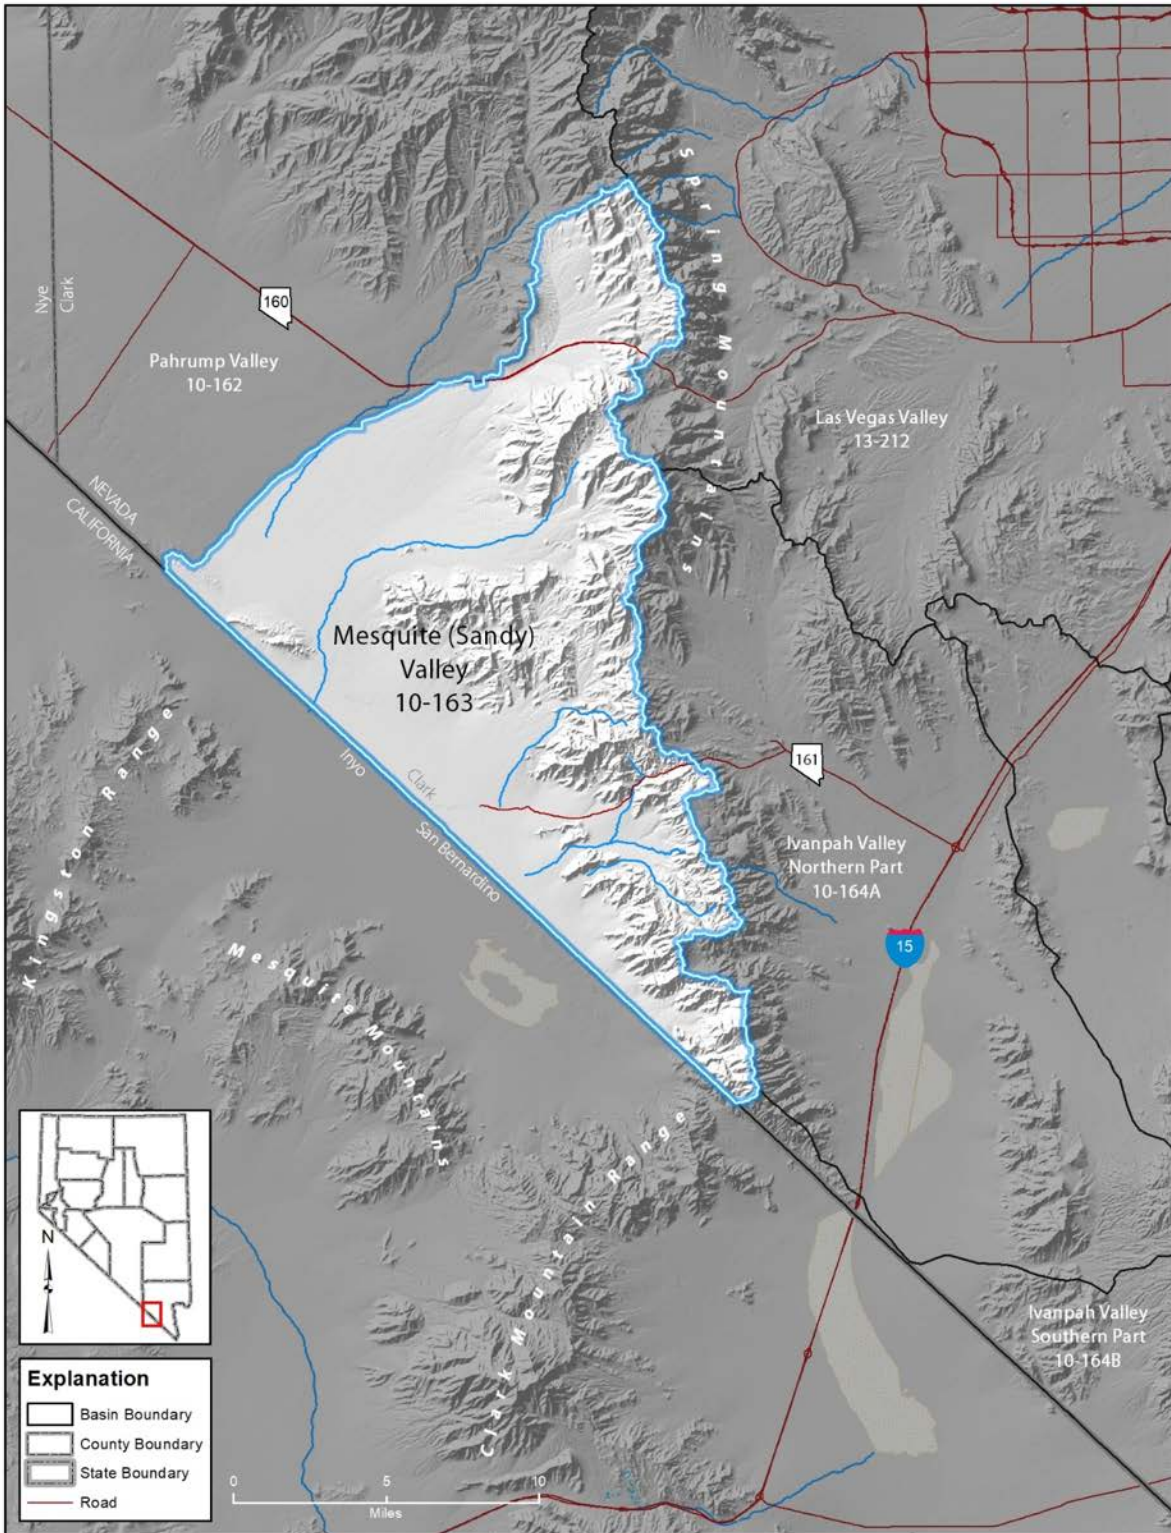 Spring Mountains
160
Nye
Clark
Pahrump Valley
10-162
Las Vegas Valley
13-212
NEVADA
CALIFORNIA
Mesquite (Sandy)
Valley
10-163
Kingston Range
Inyo
Clark
San Bernardino
161
Ivanpah Valley
Northern Part
10-164A
15
Mesquite Mountains
Clark Mountain Range
Ivanpah Valley
Southern Part
10-164B
N
Explanation
Basin Boundary
County Boundary
State Boundary
Road
0 5 10
Miles